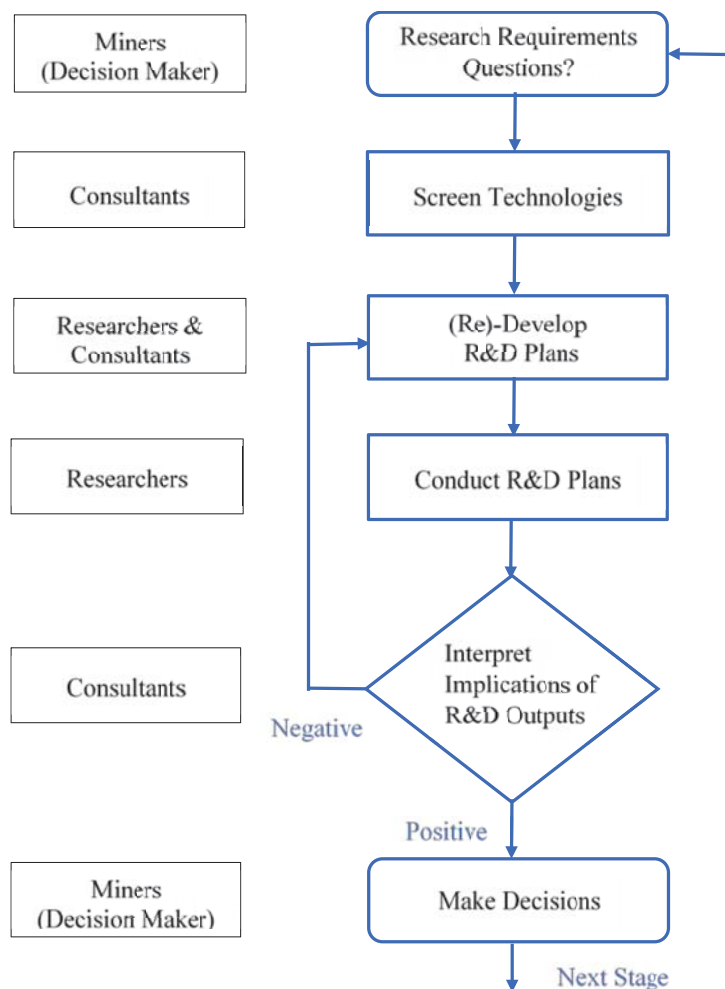 Miners
(Decision Maker)
Research Requirements
Questions?
Consultants
Screen Technologies
Researchers &
Consultants
(Re)-Develop
R&D Plans
Researchers
Conduct R&D Plans
Consultants
Interpret
Implications of
R&D Outputs
Negative
Positive
Miners
(Decision Maker)
Make Decisions
Next Stage